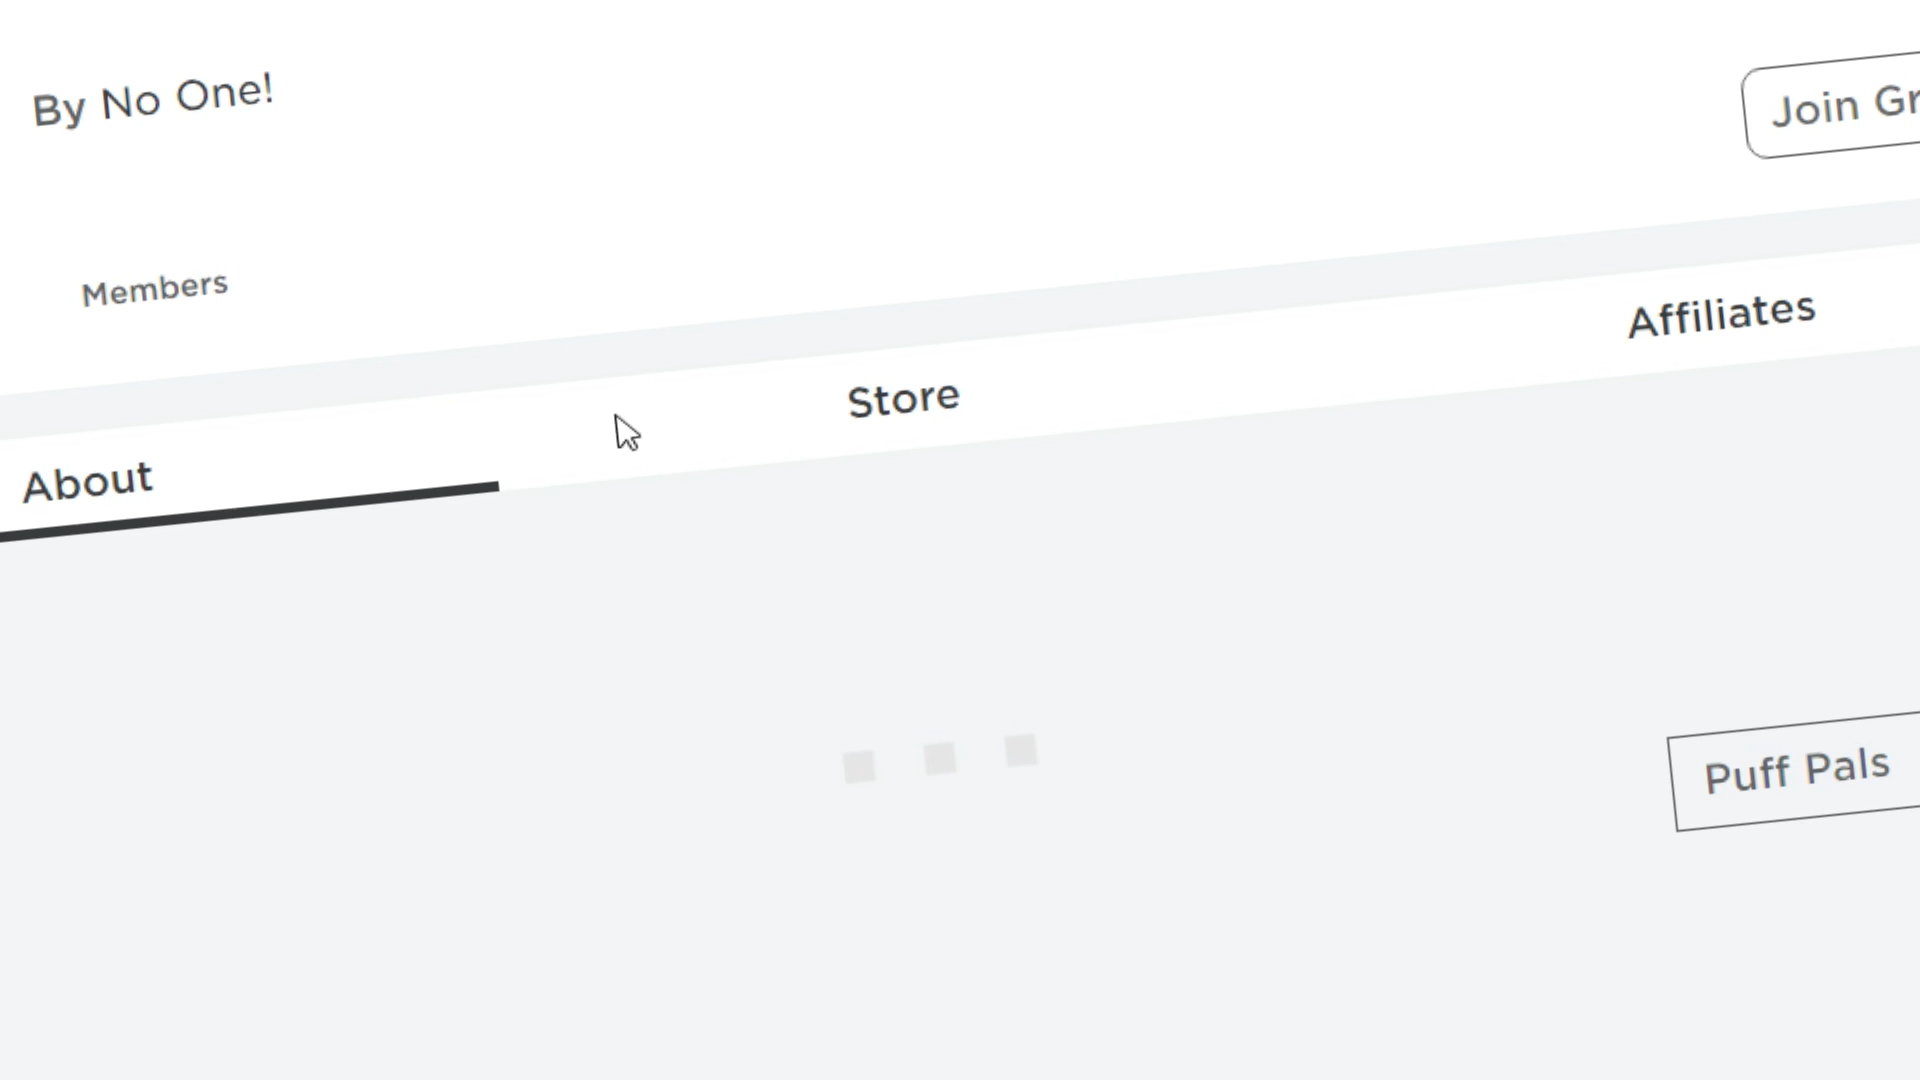 By No One!
Join Gr
Members
About
Store
Affiliates
Puff Pals